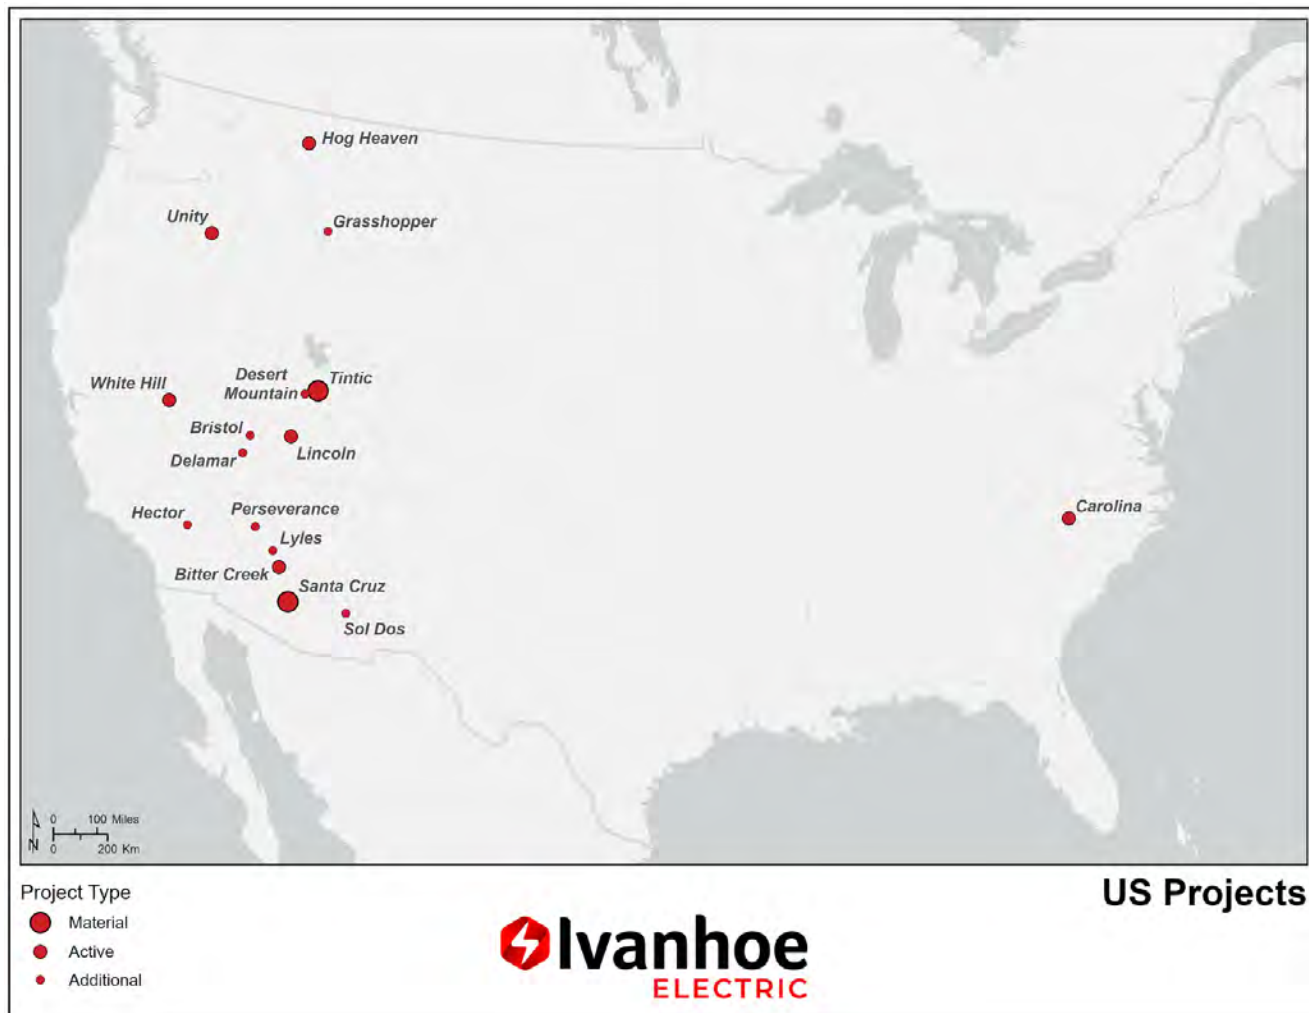 Hog Heaven
Unity
Grasshopper
Desert
Mountain
Tintic
White Hill
Bristol
Lincoln
Delamar
Hector
Perseverance
Lyles
Bitter Creek
Santa Cruz
Sol Dos
Carolina
N
0 100 Miles
0 200 Km
Project Type
Material
Active
Additional
US Projects
Ivanhoe
ELECTRIC